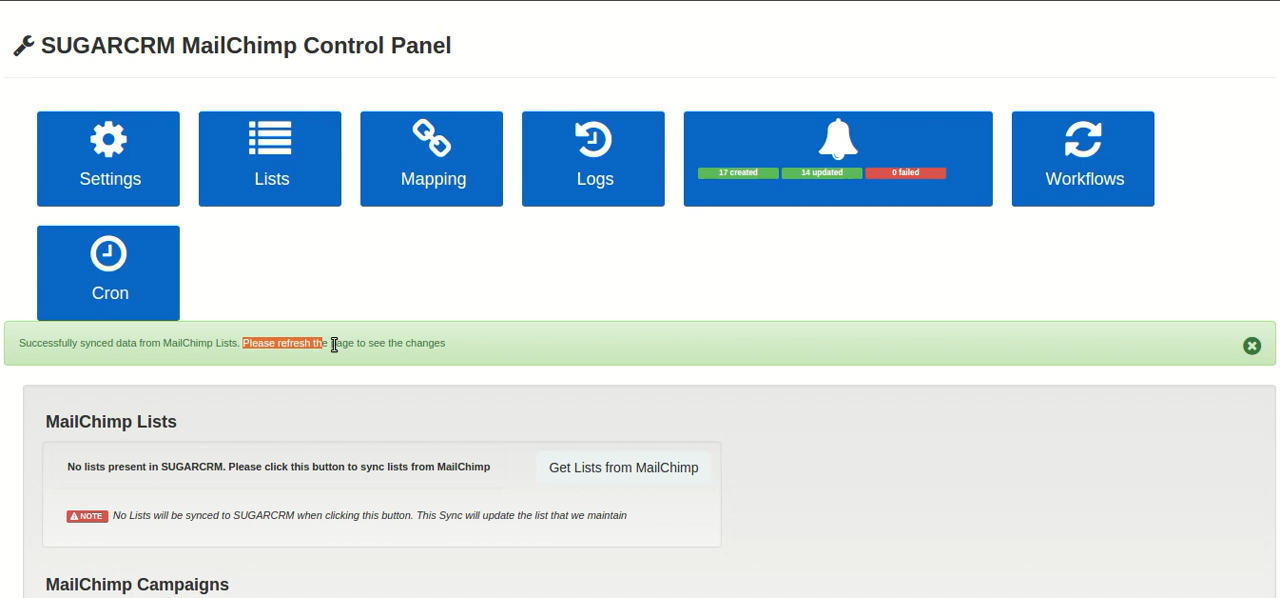 SUGARCRM MailChimp Control Panel
Settings
Lists
Mapping
Logs
17 created
14 updated
0 failed
Workflows
Cron
Successfully synced data from MailChimp Lists. Please refresh the page to see the changes
MailChimp Lists
No lists present in SUGARCRM. Please click this button to sync lists from MailChimp
Get Lists from MailChimp
NOTE No Lists will be synced to SUGARCRM when clicking this button. This Sync will update the list that we maintain
MailChimp Campaigns